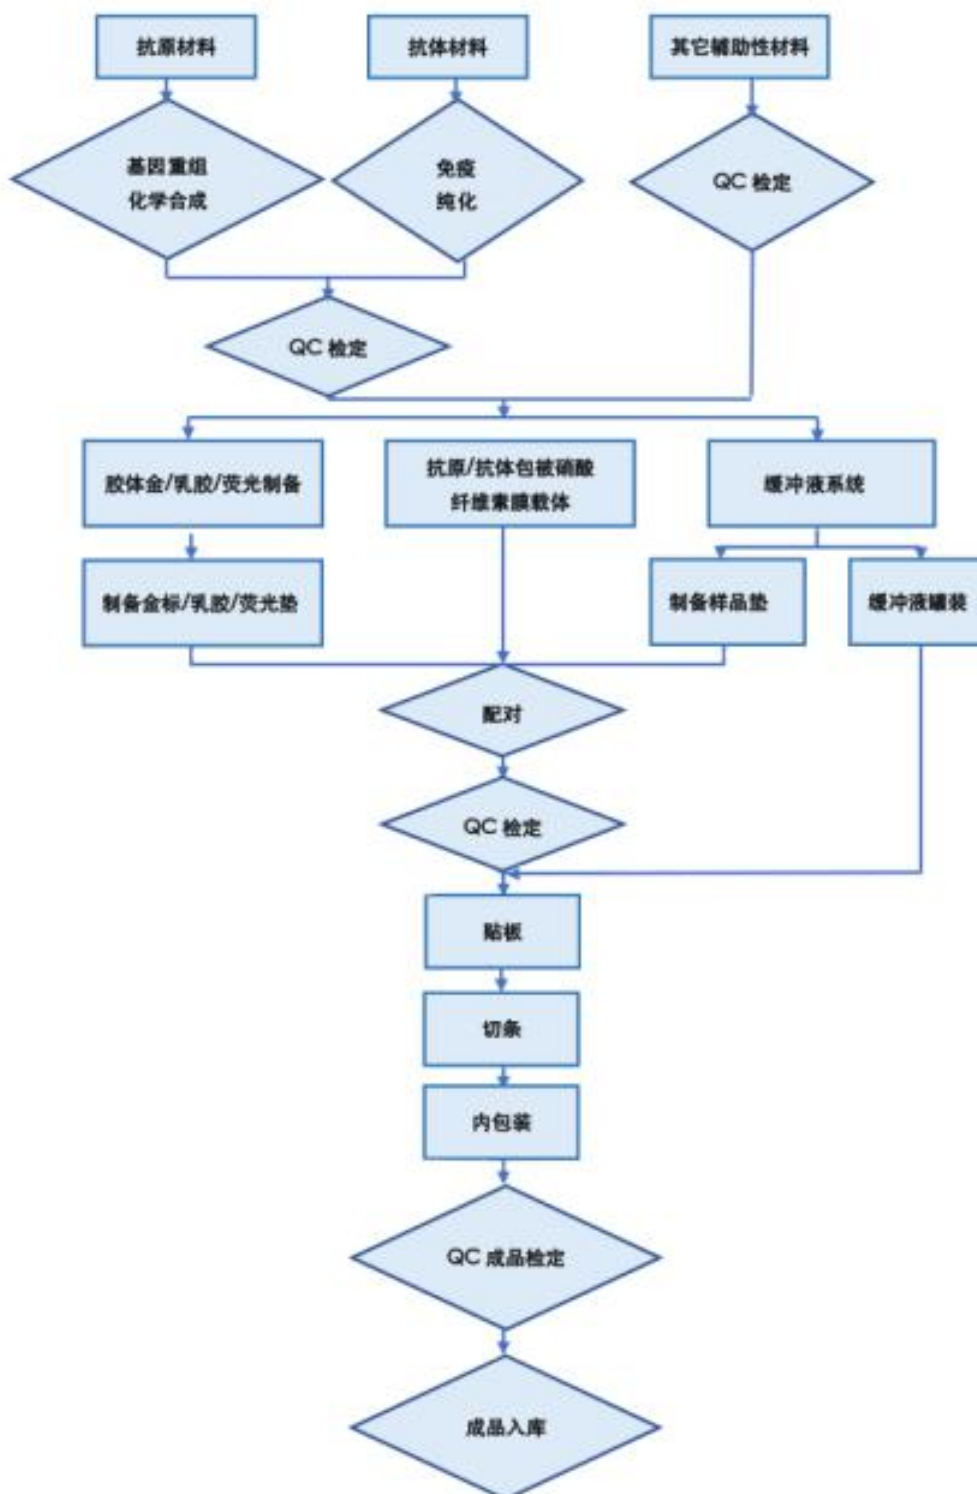 抗原材料
抗体材料
其它辅助性材料
基因重组
化学合成
免疫
纯化
QC 检定
QC 检定
胶体金/乳胶/荧光制备
抗原/抗体包被硝酸
纤维素膜载体
缓冲液系统
制备金标/乳胶/荧光垫
制备样品垫
缓冲液罐装
配对
QC 检定
贴板
切条
内包装
QC 成品检定
成品入库